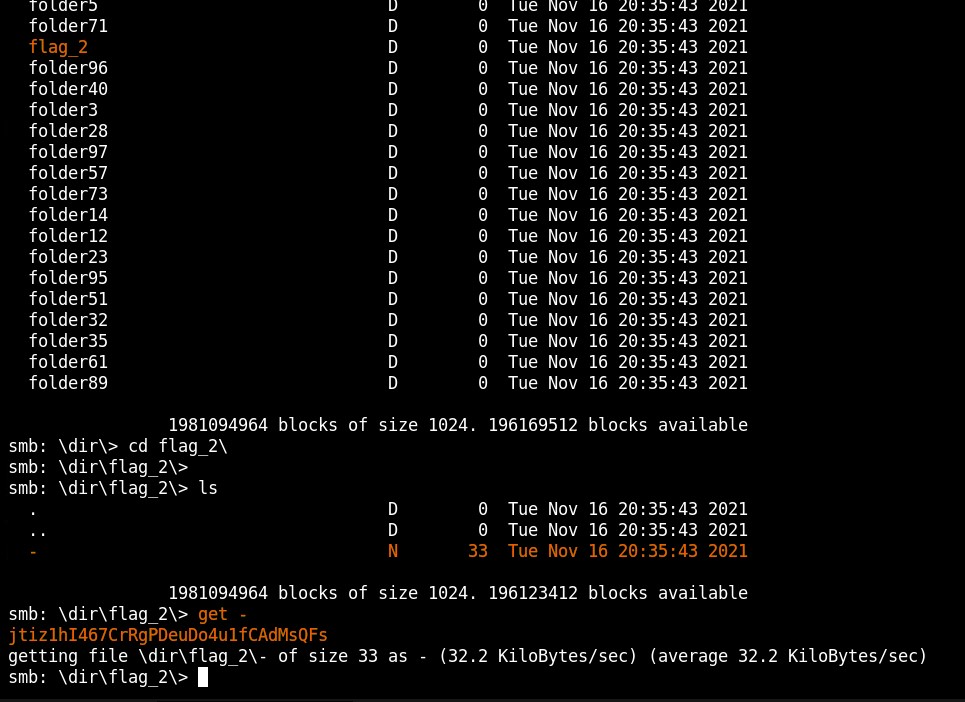 folder5 D 0 Tue Nov 16 20:35:43 2021
folder71 D 0 Tue Nov 16 20:35:43 2021
flag_2 D 0 Tue Nov 16 20:35:43 2021
folder96 D 0 Tue Nov 16 20:35:43 2021
folder40 D 0 Tue Nov 16 20:35:43 2021
folder3 D 0 Tue Nov 16 20:35:43 2021
folder28 D 0 Tue Nov 16 20:35:43 2021
folder97 D 0 Tue Nov 16 20:35:43 2021
folder57 D 0 Tue Nov 16 20:35:43 2021
folder73 D 0 Tue Nov 16 20:35:43 2021
folder14 D 0 Tue Nov 16 20:35:43 2021
folder12 D 0 Tue Nov 16 20:35:43 2021
folder23 D 0 Tue Nov 16 20:35:43 2021
folder95 D 0 Tue Nov 16 20:35:43 2021
folder51 D 0 Tue Nov 16 20:35:43 2021
folder32 D 0 Tue Nov 16 20:35:43 2021
folder35 D 0 Tue Nov 16 20:35:43 2021
folder61 D 0 Tue Nov 16 20:35:43 2021
folder89 D 0 Tue Nov 16 20:35:43 2021
1981094964 blocks of size 1024. 196169512 blocks available
smb: \dir\> cd flag_2\
smb: \dir\flag_2\>
smb: \dir\flag_2\> ls
. D 0 Tue Nov 16 20:35:43 2021
.. D 0 Tue Nov 16 20:35:43 2021
- N 33 Tue Nov 16 20:35:43 2021
1981094964 blocks of size 1024. 196123412 blocks available
smb: \dir\flag_2\> get -
jtiz1hI467CrRgPDeuDo4u1fCAdMsQFs
getting file \dir\flag_2\- of size 33 as - (32.2 KiloBytes/sec) (average 32.2 KiloBytes/sec)
smb: \dir\flag_2\>